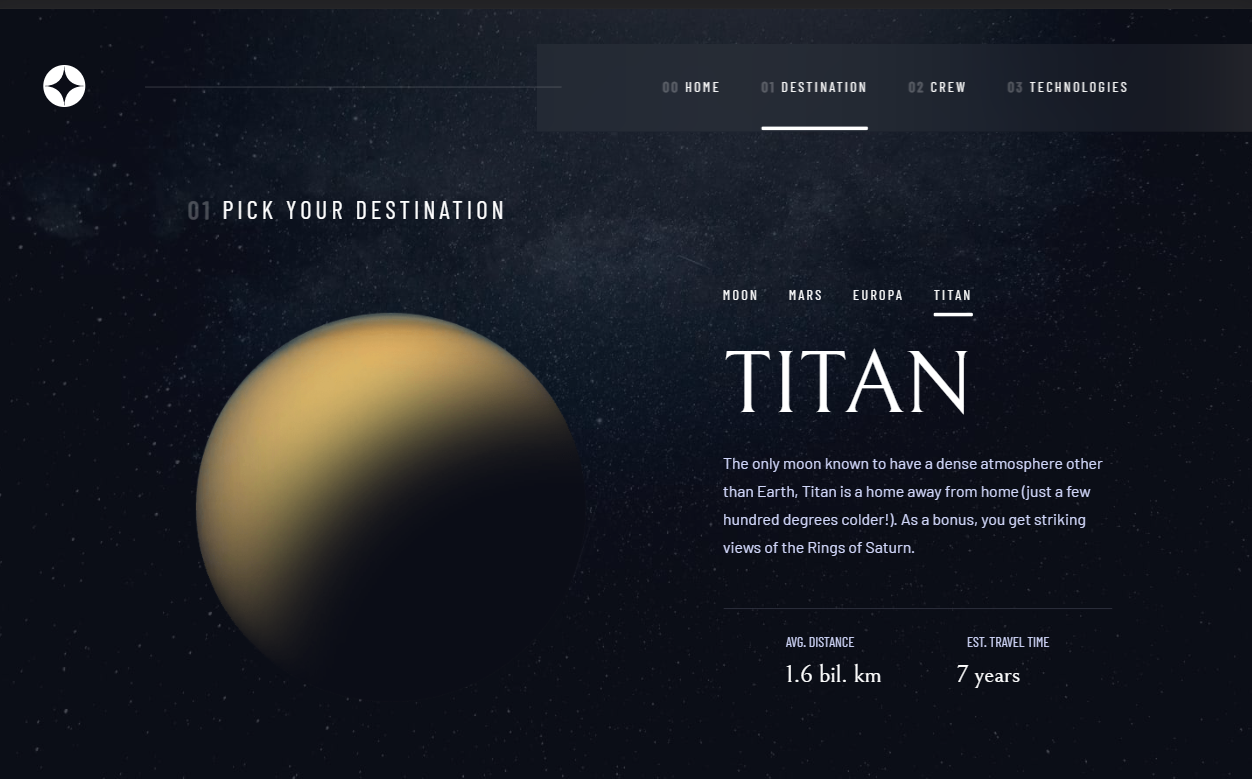 00 HOME 01 DESTINATION 02 CREW 03 TECHNOLOGIES
01 PICK YOUR DESTINATION
MOON MARS EUROPA TITAN
TITAN
The only moon known to have a dense atmosphere other
than Earth, Titan is a home away from home (just a few
hundred degrees colder!). As a bonus, you get striking
views of the Rings of Saturn.
AVG. DISTANCE EST. TRAVEL TIME
1.6 bil. km 7 years